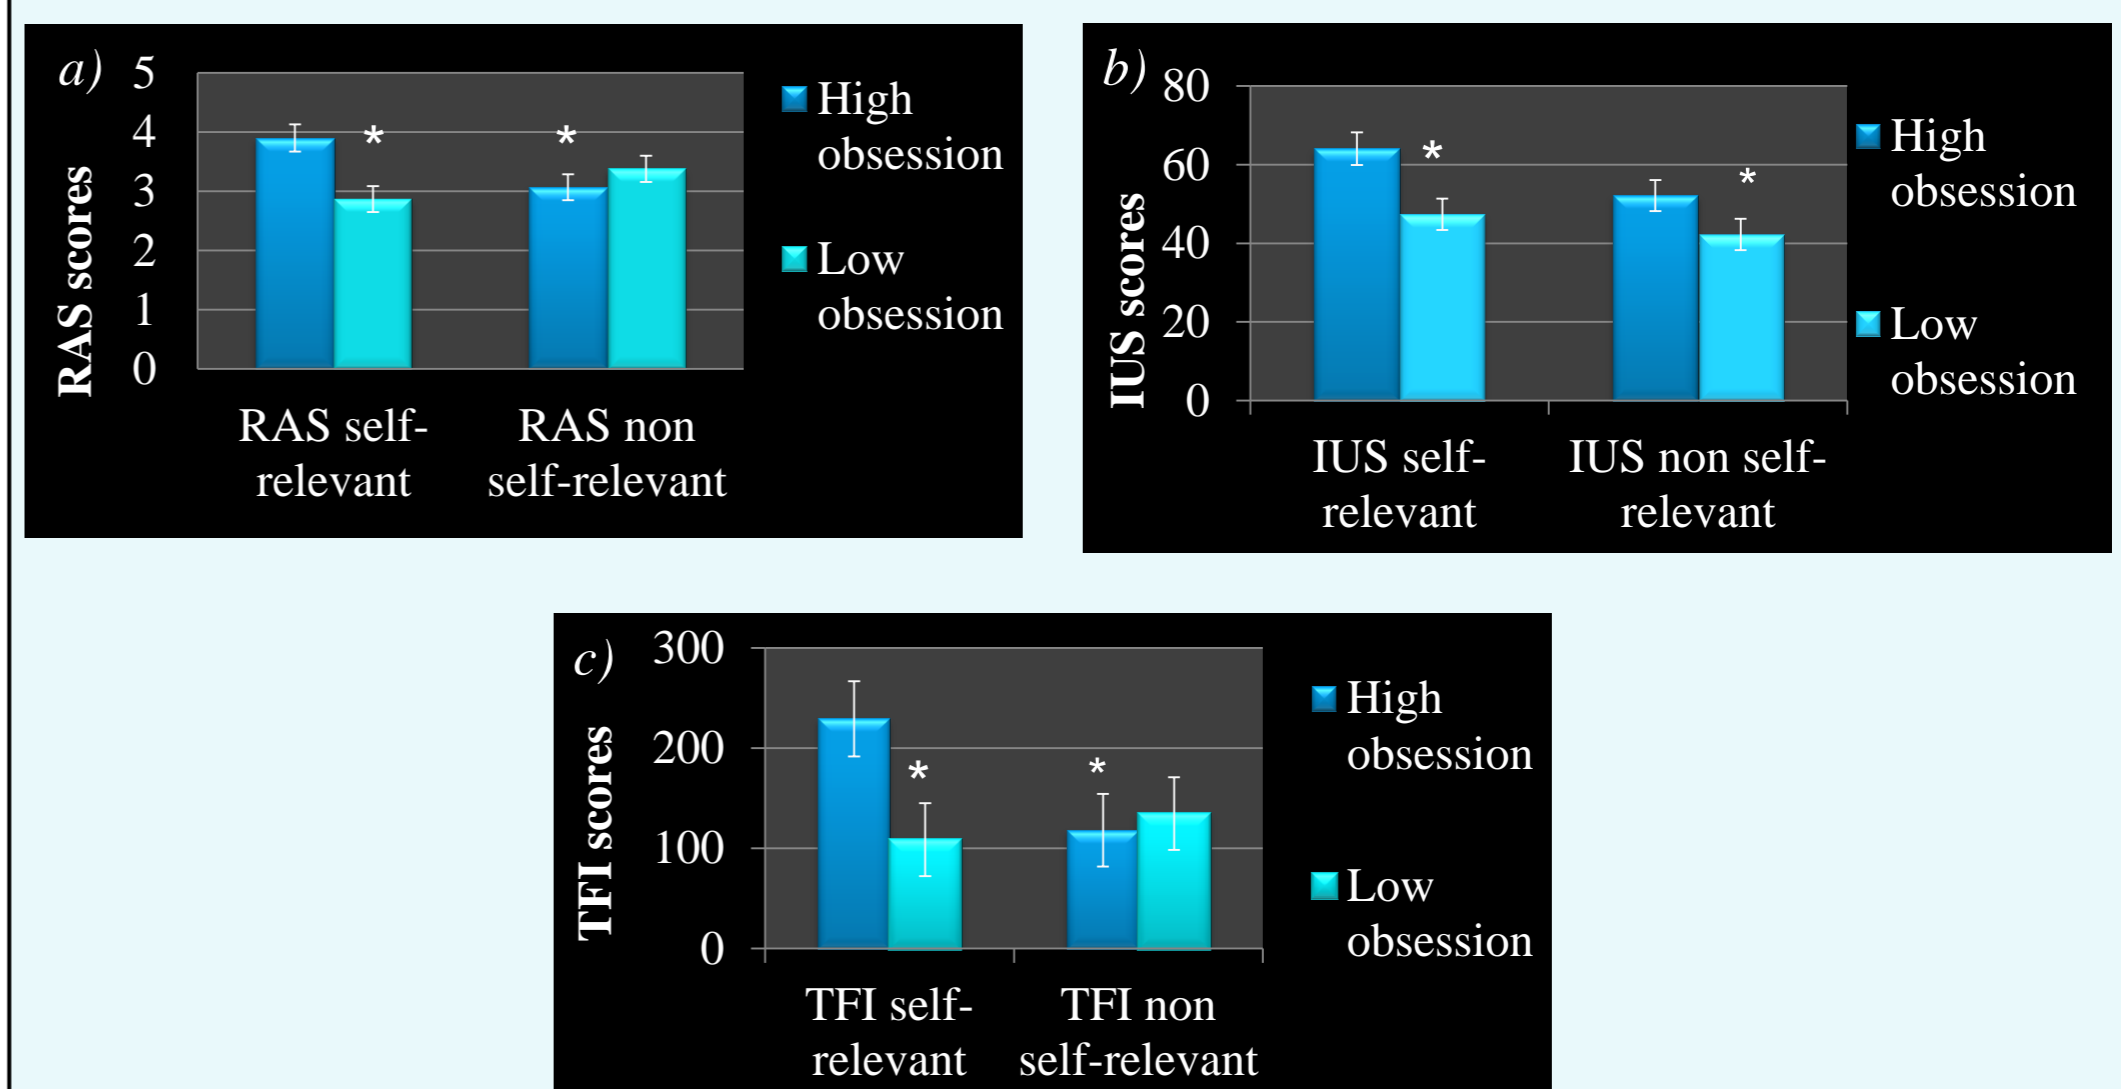 a)
RAS scores
5
4
3
2
1
0
*
*
RAS self-
relevant
RAS non
self-relevant
High
obsession
Low
obsession
b)
IUS scores
80
60
40
20
0
*
*
IUS self-
relevant
IUS non self-
relevant
High
obsession
Low
obsession
c)
TFI scores
300
200
100
0
*
*
TFI self-
relevant
TFI non
self-relevant
High
obsession
Low
obsession